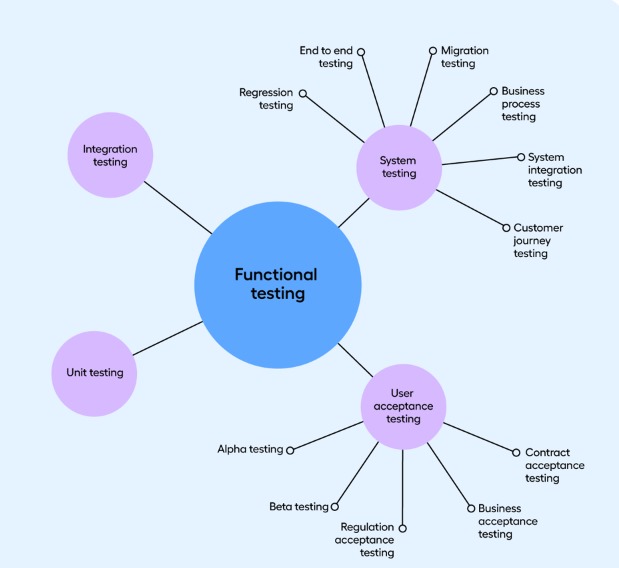 End to end
testing
Migration
testing
Regression
testing
Business
process
testing
Integration
testing
System
testing
System
integration
testing
Customer
journey
testing
Functional
testing
Unit testing
User
acceptance
testing
Alpha testing
Contract
acceptance
testing
Beta testing
Business
acceptance
testing
Regulation
acceptance
testing